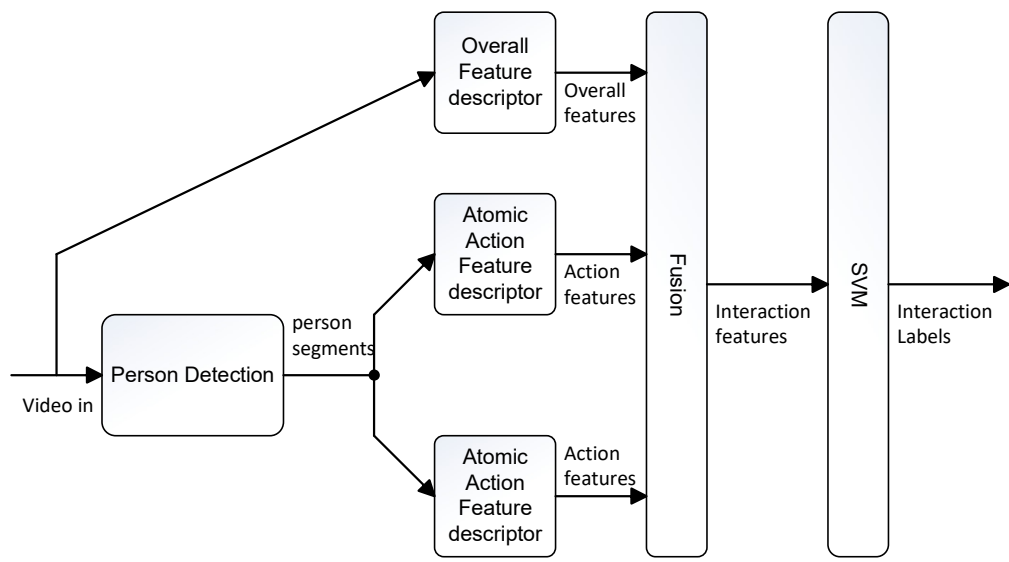 Overall
Feature
descriptor
Overall
features
Atomic
Action
Feature
descriptor
Action
features
person
segments
Person Detection
Video in
Atomic
Action
Feature
descriptor
Action
features
Fusion
Interaction
features
SVM
Interaction
Labels